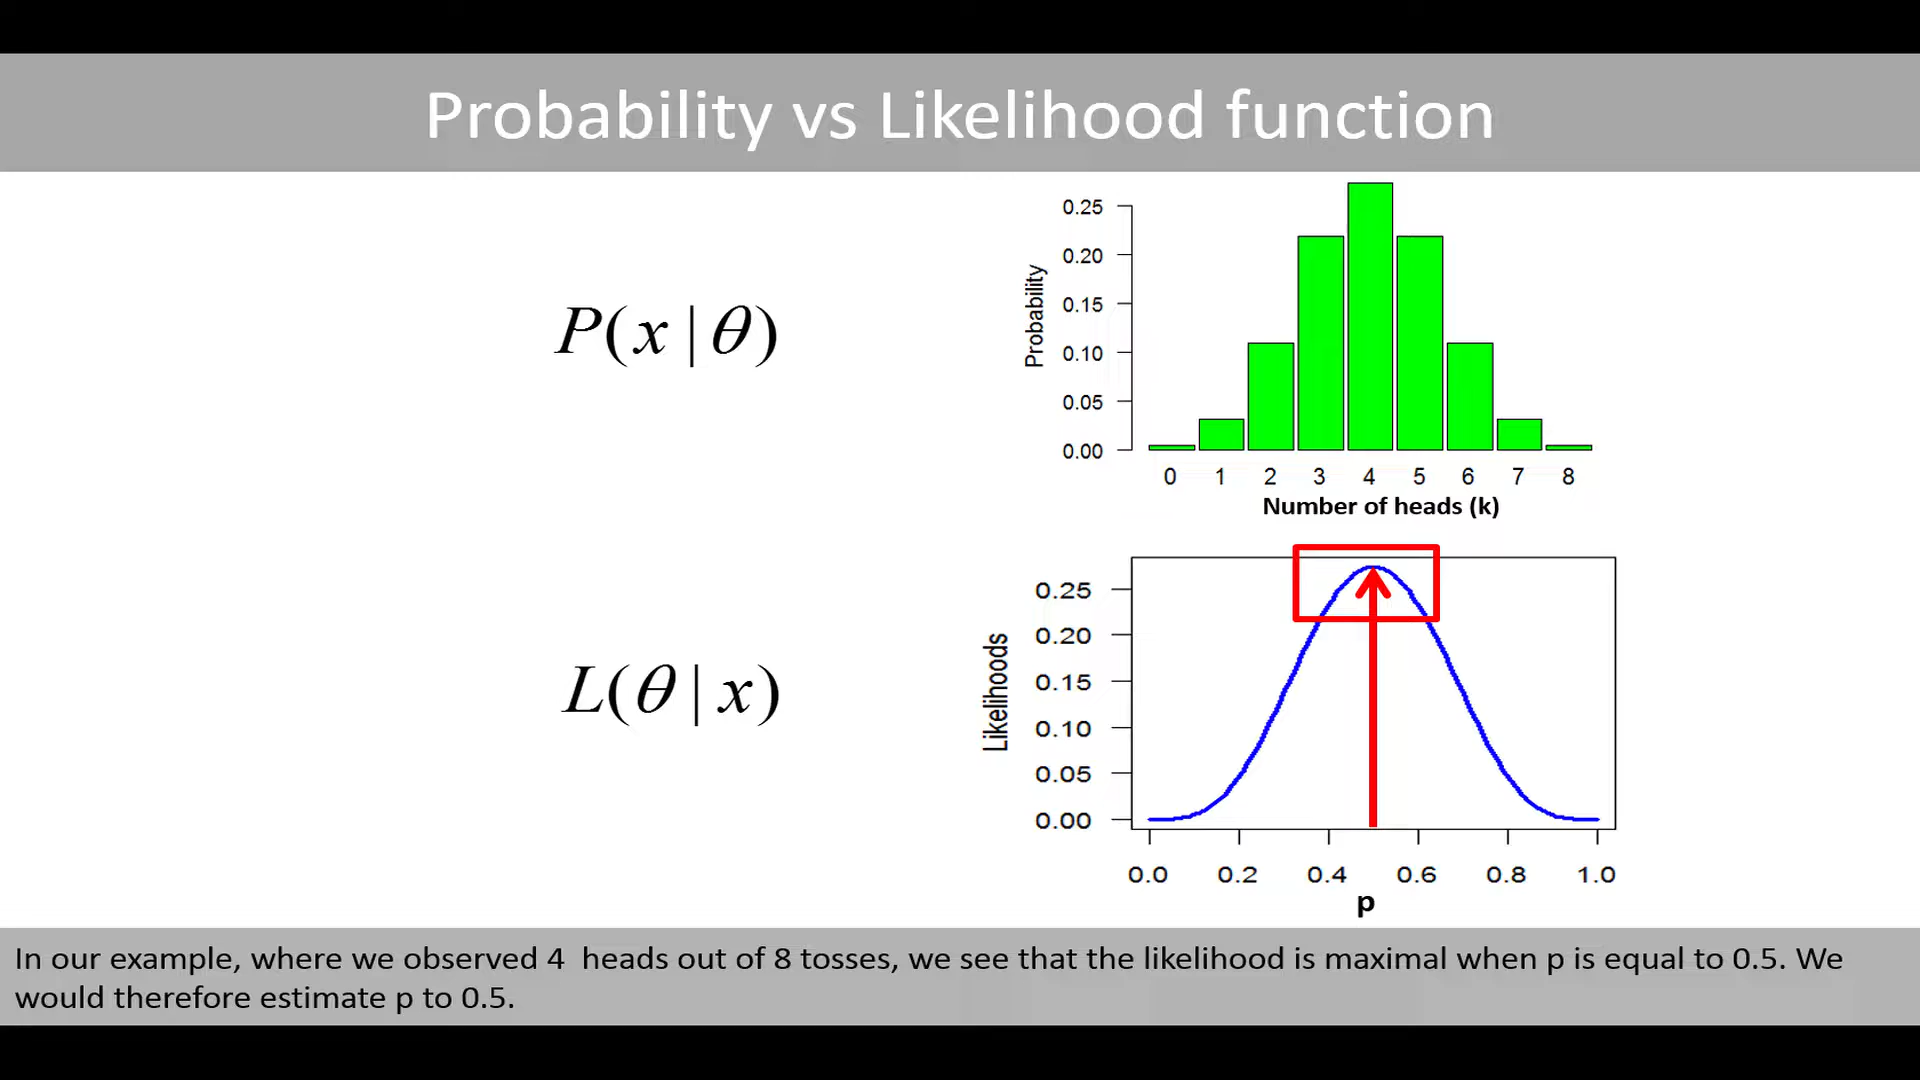 Probability vs Likelihood function
P(x | θ)
0.25
0.20
0.15
0.10
0.05
0.00
Probability
0 1 2 3 4 5 6 7 8
Number of heads (k)
L(θ | x)
0.25
0.20
0.15
0.10
0.05
0.00
Likelihoods
0.0 0.2 0.4 0.6 0.8 1.0
p
In our example, where we observed 4  heads out of 8 tosses, we see that the likelihood is maximal when p is equal to 0.5. We
would therefore estimate p to 0.5.